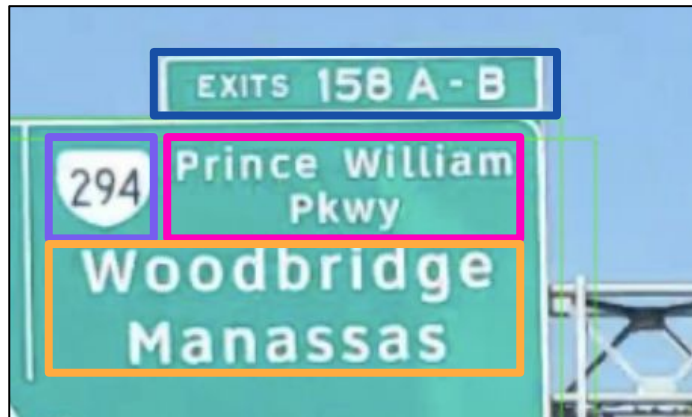 EXITS 158 A - B
294
Prince William
Pkwy
Woodbridge
Manassas